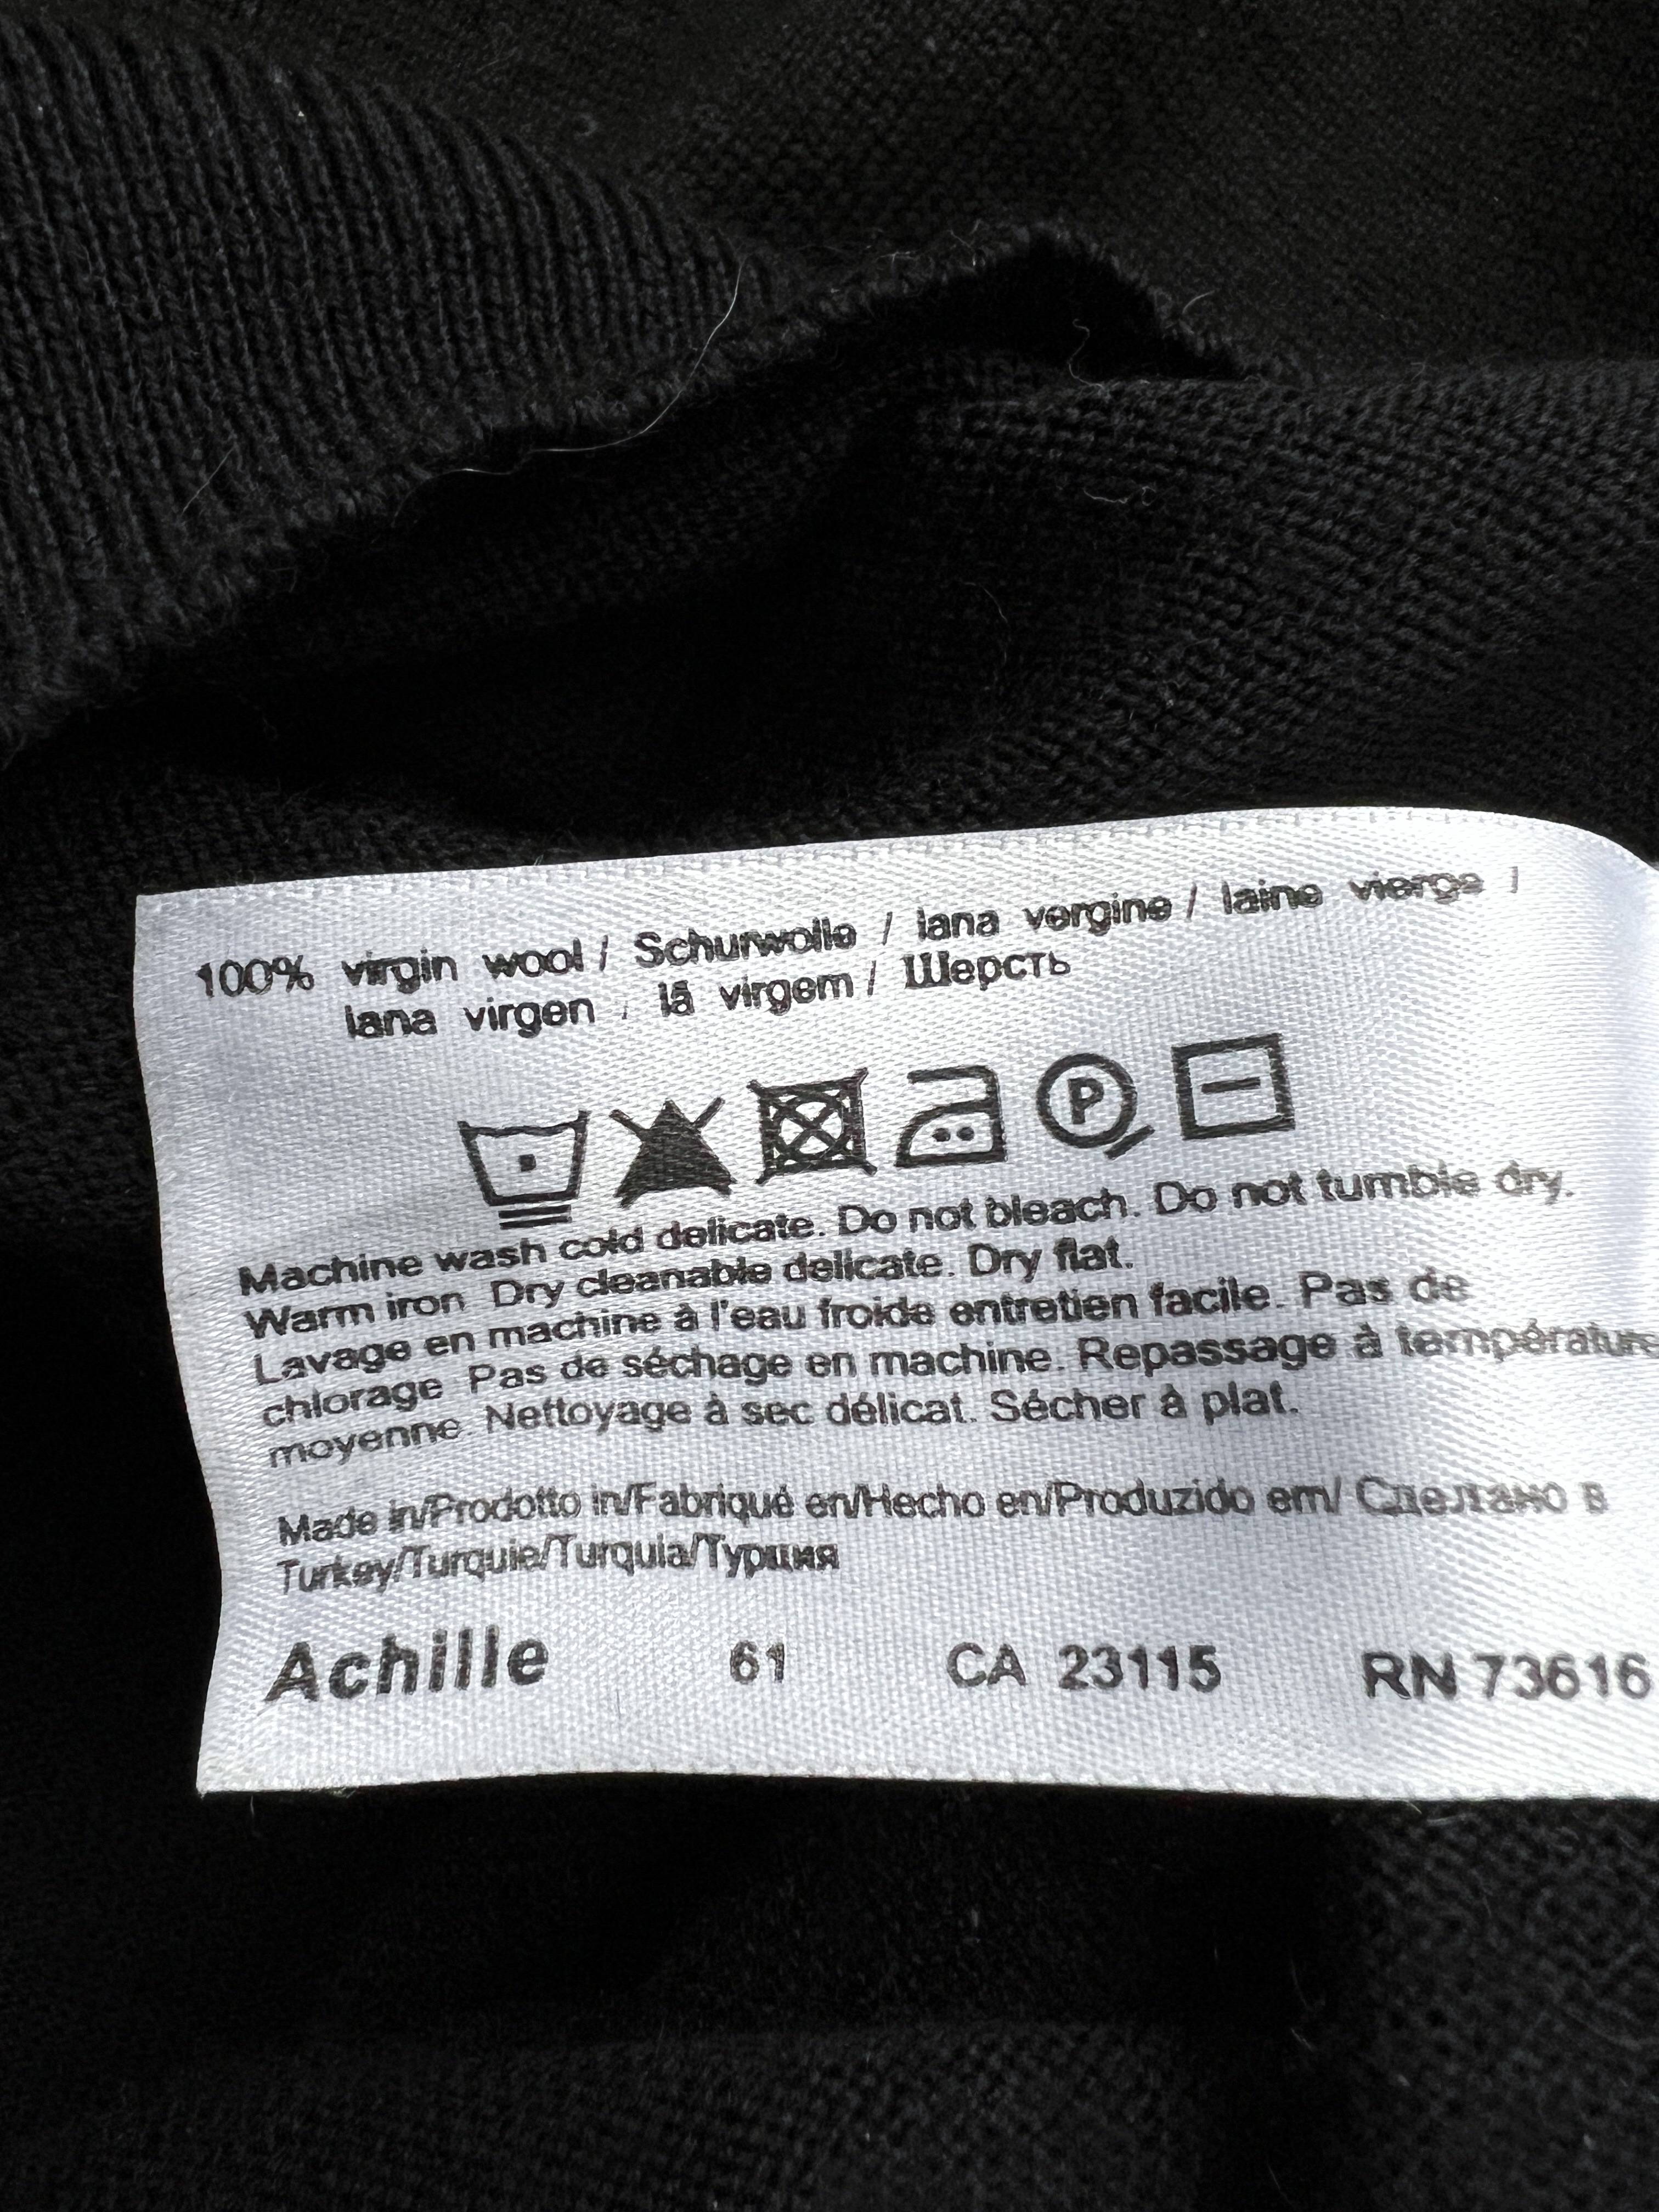 100% virgin wool / Schurwolle / lana vergine / laine vierge /
lana virgen / lã virgem / Шерсть
P
Machine wash cold delicate. Do not bleach. Do not tumble dry.
Warm iron. Dry cleanable delicate. Dry flat.
Lavage en machine à l'eau froide entretien facile. Pas de
chlorage. Pas de séchage en machine. Repassage à température
moyenne. Nettoyage à sec délicat. Sécher à plat.
Made in/Prodotto in/Fabriqué en/Hecho en/Produzido em/ Сделано в
Turkey/Turquie/Turquia/Турция
Achille 61 CA 23115 RN 73616